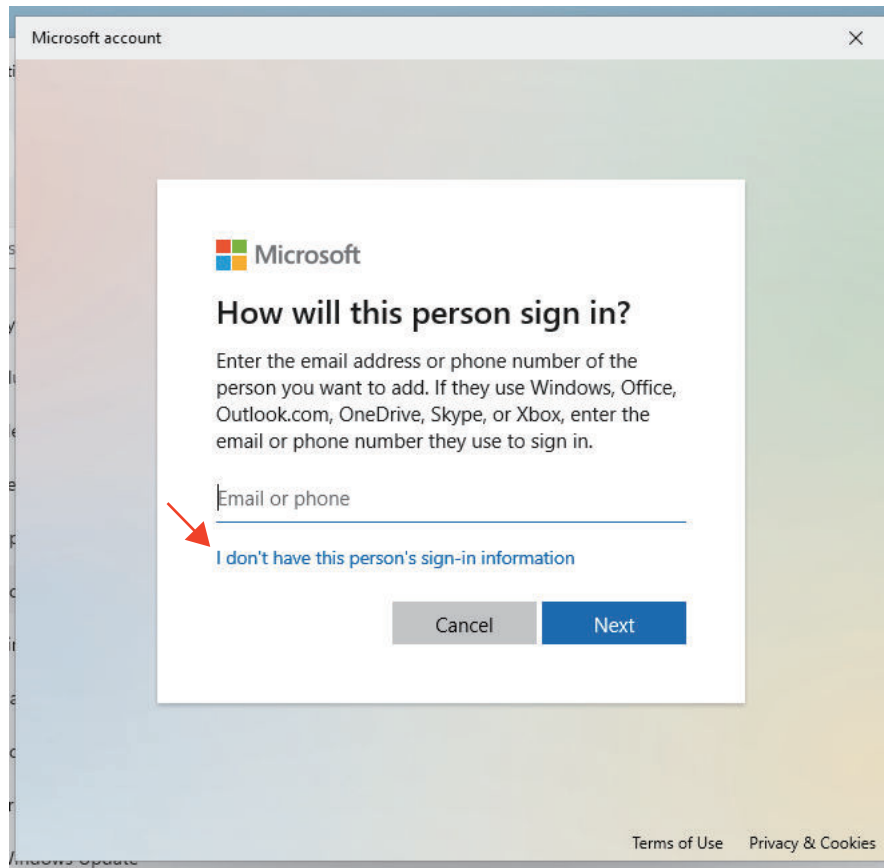 Microsoft account
Microsoft
How will this person sign in?
Enter the email address or phone number of the
person you want to add. If they use Windows, Office,
Outlook.com, OneDrive, Skype, or Xbox, enter the
email or phone number they use to sign in.
Email or phone
I don't have this person's sign-in information
Cancel
Next
Terms of Use
Privacy & Cookies